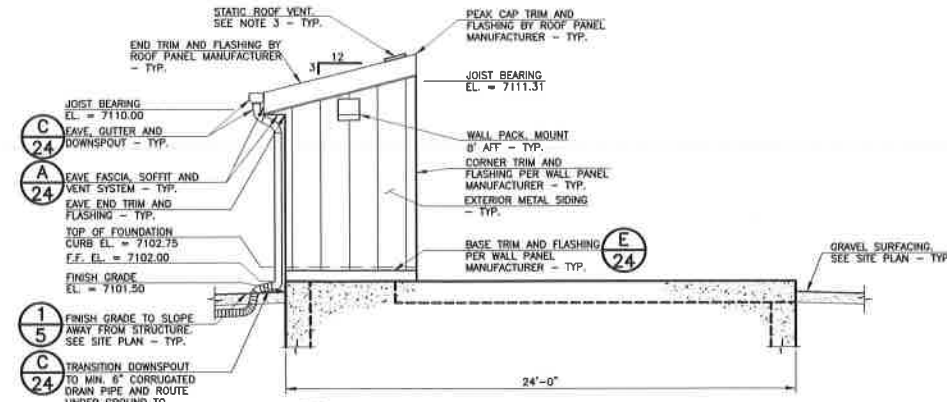 STATIC ROOF VENT.
SEE NOTE 3 - TYP.
PEAK CAP TRIM AND
FLASHING BY ROOF PANEL
MANUFACTURER - TYP.
END TRIM AND FLASHING BY
ROOF PANEL MANUFACTURER
- TYP.
12
3
JOIST BEARING
EL. = 7111.31
JOIST BEARING
EL. = 7110.00
C
24
EAVE, GUTTER AND
DOWNSPOUT - TYP.
WALL PACK, MOUNT
8' AFF - TYP.
A
24
EAVE FASCIA, SOFFIT AND
VENT SYSTEM - TYP.
CORNER TRIM AND
FLASHING PER WALL PANEL
MANUFACTURER - TYP.
EAVE END TRIM AND
FLASHING - TYP.
EXTERIOR METAL SIDING
- TYP.
TOP OF FOUNDATION
CURB EL. = 7102.75
F.F. EL. = 7102.00
BASE TRIM AND FLASHING
PER WALL PANEL
MANUFACTURER - TYP.
E
24
GRAVEL SURFACING,
SEE SITE PLAN - TYP
FINISH GRADE
EL. = 7101.50
1
5
FINISH GRADE TO SLOPE
AWAY FROM STRUCTURE.
SEE SITE PLAN - TYP.
C
24
TRANSITION DOWNSPOUT
TO MIN. 6" CORRUGATED
DRAIN PIPE AND ROUTE
UNDER GROUND TO
24'-0"